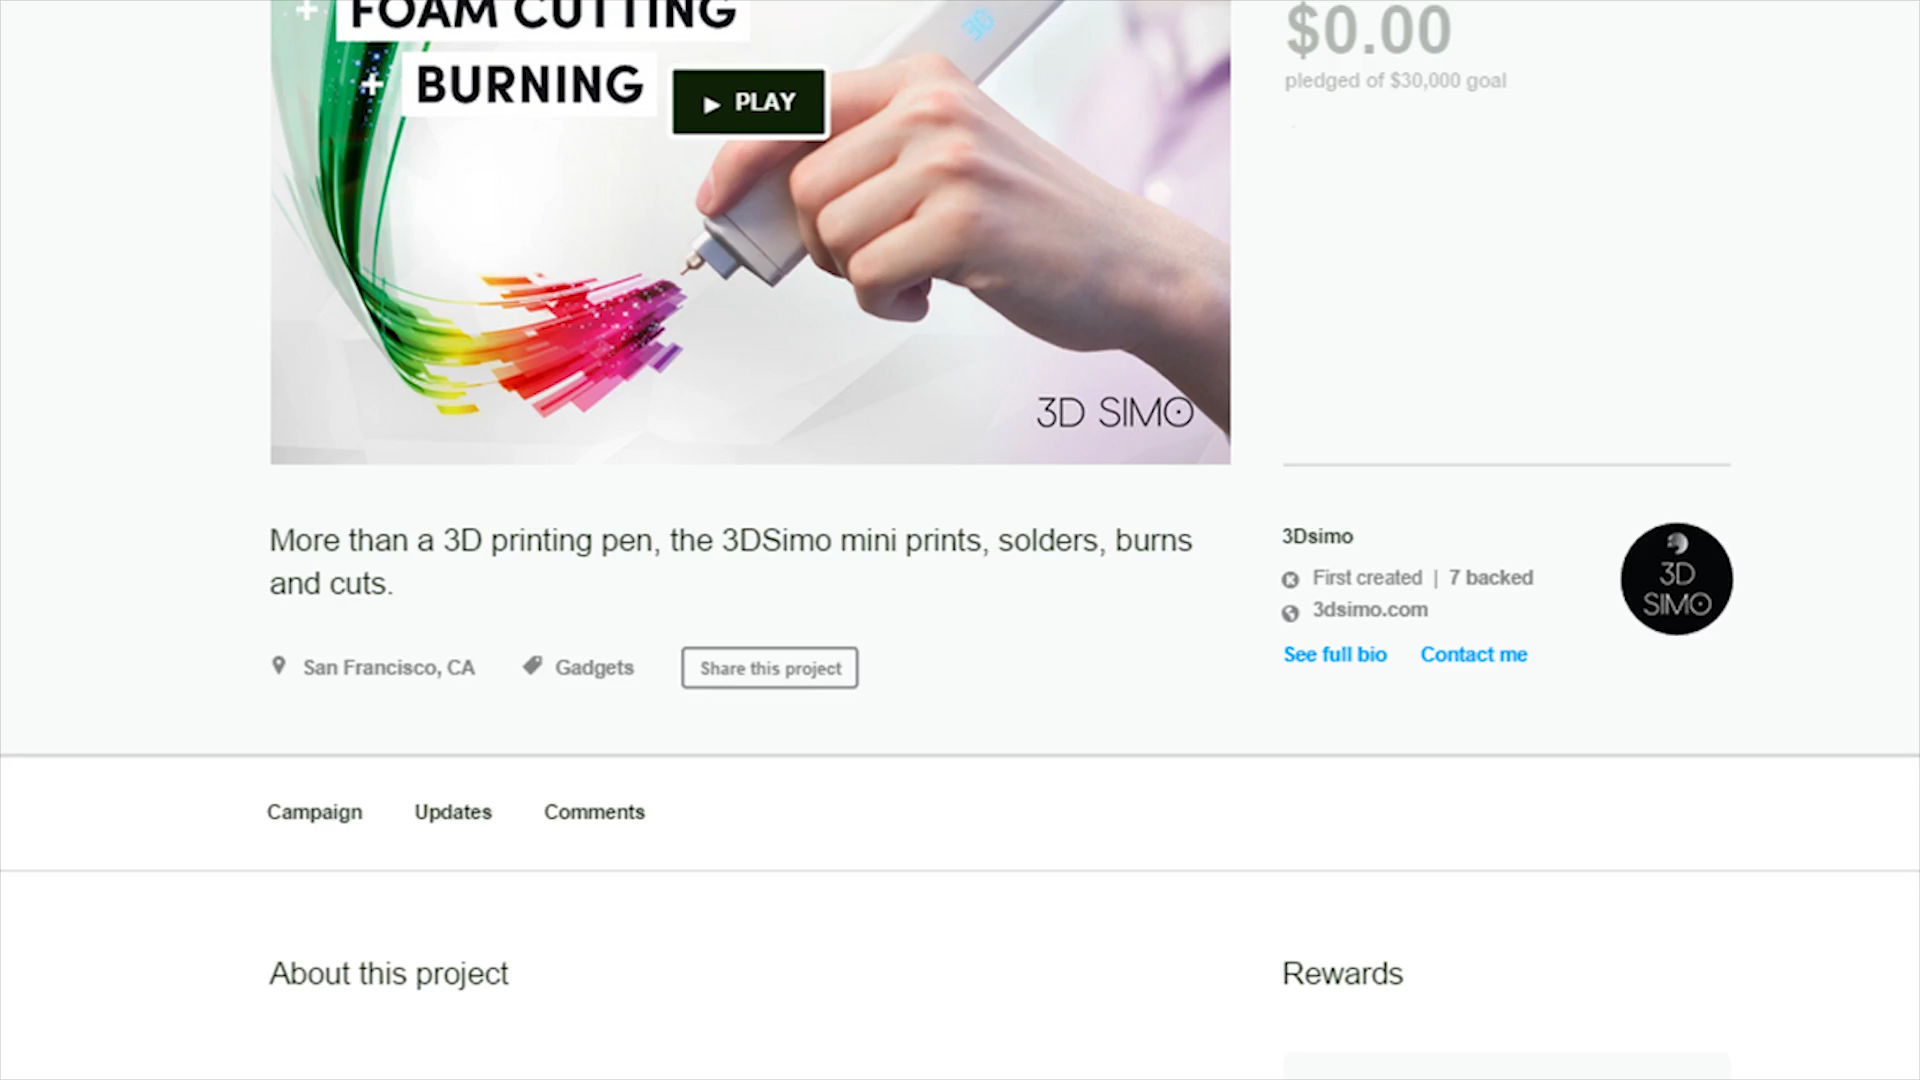 FOAM CUTTING
BURNING
PLAY
3D
3D SIMO
$0.00
pledged of $30,000 goal
More than a 3D printing pen, the 3DSimo mini prints, solders, burns
and cuts.
San Francisco, CA
Gadgets
Share this project
3Dsimo
First created | 7 backed
3dsimo.com
See full bio
Contact me
3D
SIMO
Campaign
Updates
Comments
About this project
Rewards